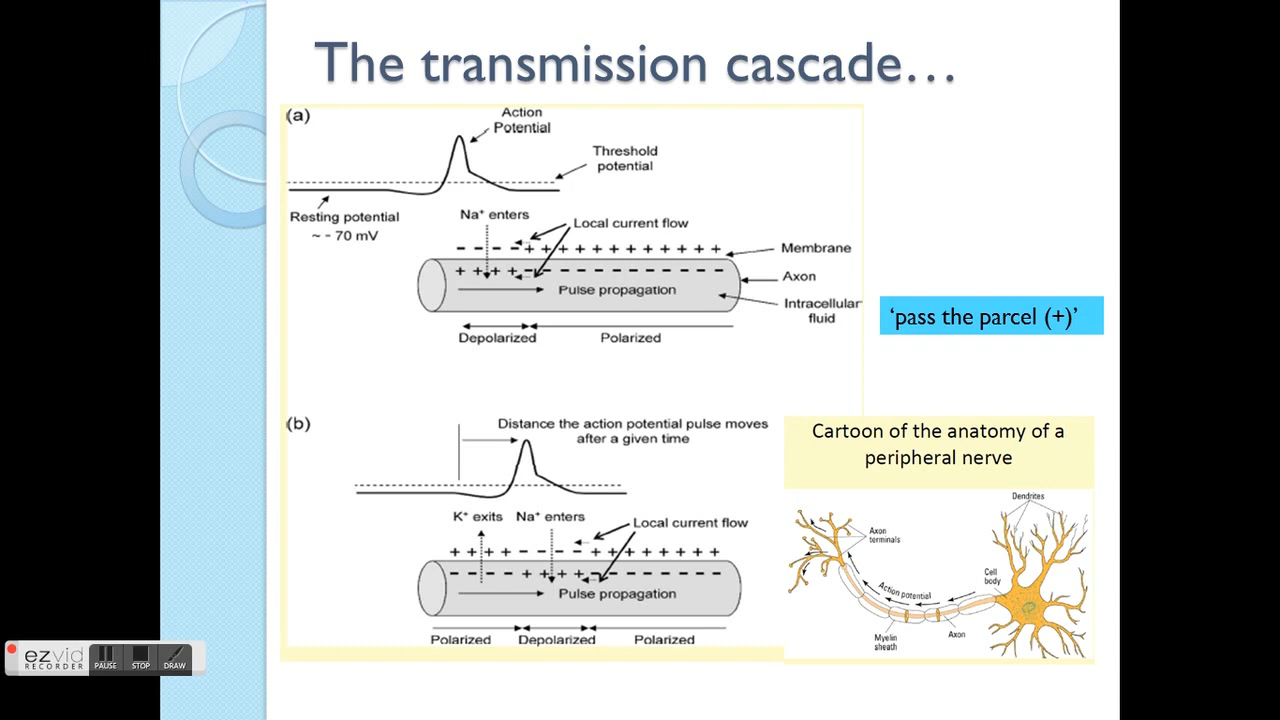 The transmission cascade…
(a)
Action
Potential
Threshold
potential
Resting potential
~ - 70 mV
Na+ enters
Local current flow
- - - - + + + + + + + + + + + + +
Membrane
+ + + + - - - - - - - - - - - - -
Axon
Pulse propagation
Intracellular
fluid
Depolarized
Polarized
'pass the parcel (+)'
(b)
Distance the action potential pulse moves
after a given time
K+ exits
Na+ enters
Local current flow
+ + + + - - - - + + + + + + + +
- - - - + + + + - - - - - - - -
Pulse propagation
Polarized
Depolarized
Polarized
Cartoon of the anatomy of a
peripheral nerve
Dendrites
Axon
terminals
Cell
body
Action potential
Myelin
sheath
Axon
ezvid
RECORDER
PAUSE
STOP
DRAW